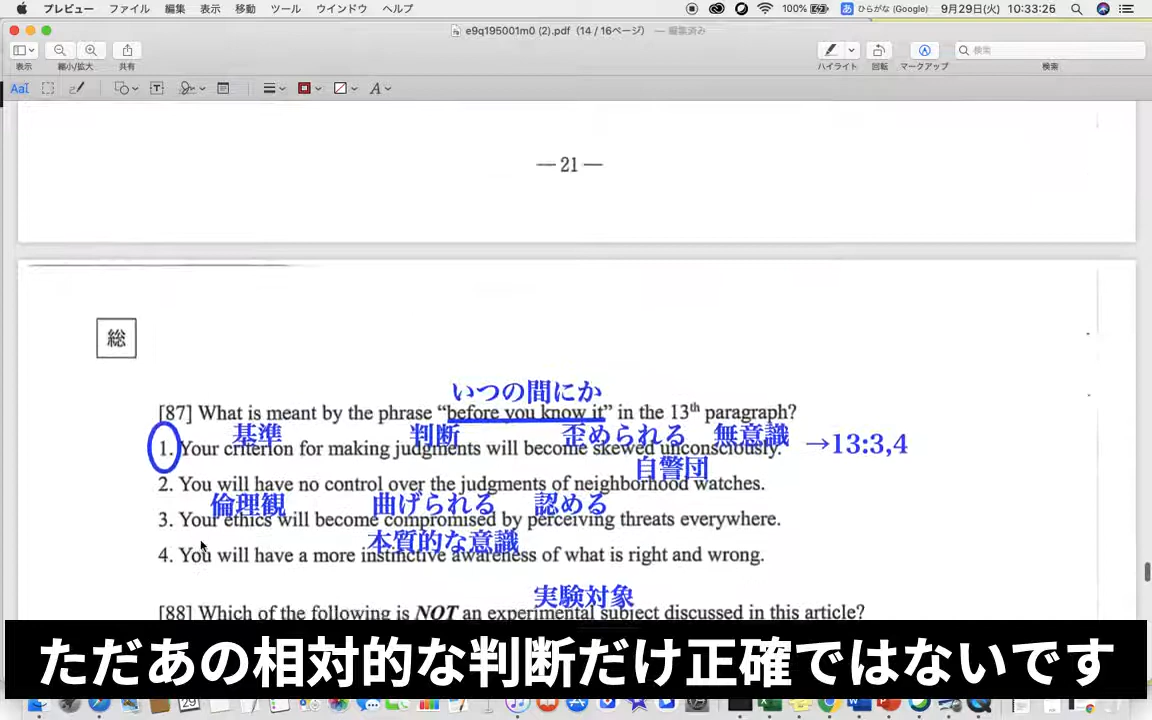 プレビュー ファイル 編集 表示 移動 ツール ウインドウ ヘルプ 100% あ ひらがな (Google) 9月29日(火) 10:33:26
e9q195001m0 (2).pdf（14 / 16ページ） — 編集済み
検索
表示 縮小/拡大 共有 ハイライト 回転 マークアップ 検索
AaI T A
— 21 —
総
いつの間にか
[87] What is meant by the phrase “before you know it” in the 13th paragraph?
基準 判断 歪められる 無意識
1. Your criterion for making judgments will become skewed unconsciously. →13:3,4
自警団
2. You will have no control over the judgments of neighborhood watches.
倫理観 曲げられる 認める
3. Your ethics will become compromised by perceiving threats everywhere.
本質的な意識
4. You will have a more instinctive awareness of what is right and wrong.
実験対象
[88] Which of the following is NOT an experimental subject discussed in this article?
ただあの相対的な判断だけ正確ではないです
29